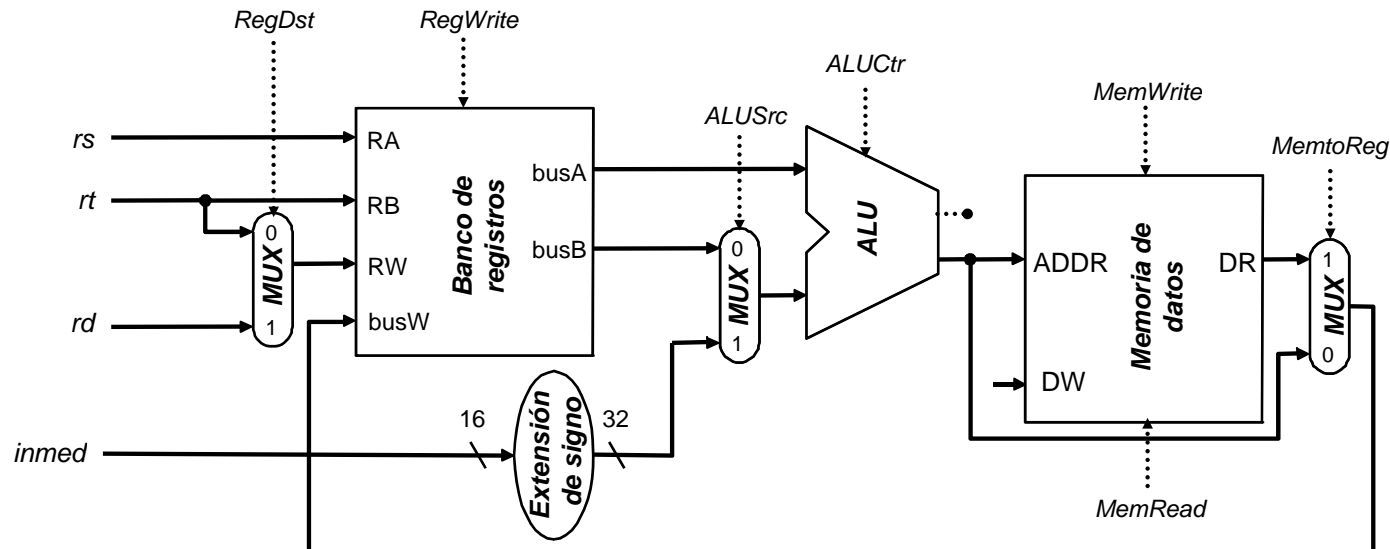 RegDst
RegWrite
ALUCtr
MemWrite
ALUSrc
MemtoReg
rs
RA
rt
RB
busA
busB
0
MUX
1
RW
rd
busW
Banco de
registros
0
MUX
1
ALU
ADDR
DR
DW
Memoria de
datos
1
MUX
0
inmed
16
Extensión
de signo
32
MemRead